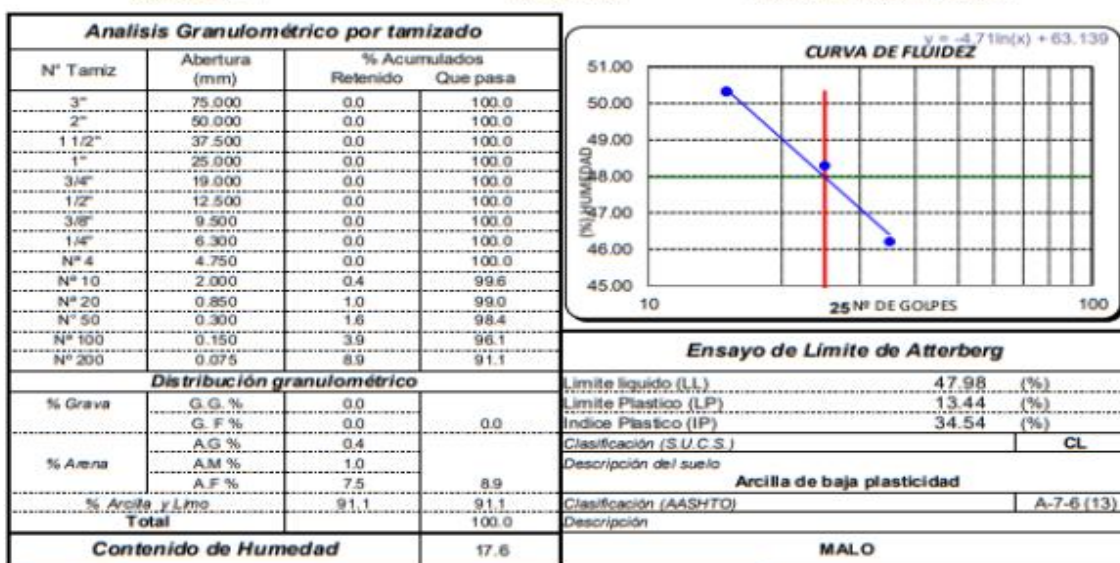 Analisis Granulométrico por tamizado
N° Tamiz Abertura (mm) % Acumulados
Retenido Que pasa
3" 75.000 0.0 100.0
2" 50.000 0.0 100.0
1 1/2" 37.500 0.0 100.0
1" 25.000 0.0 100.0
3/4" 19.000 0.0 100.0
1/2" 12.500 0.0 100.0
3/8" 9.500 0.0 100.0
1/4" 6.300 0.0 100.0
Nª 4 4.750 0.0 100.0
Nª 10 2.000 0.4 99.6
Nª 20 0.850 1.0 99.0
N° 50 0.300 1.6 98.4
Nª 100 0.150 3.9 96.1
Nª 200 0.075 8.9 91.1
Distribución granulométrico
% Grava G.G. % 0.0
G. F % 0.0 0.0
% Arena A.G % 0.4
A.M % 1.0
A.F % 7.5 8.9
% Arcilla y Limo 91.1 91.1
Total 100.0
Contenido de Humedad 17.6
y = -4.71ln(x) + 63.139
CURVA DE FLUIDEZ
51.00
50.00
49.00
48.00
47.00
46.00
45.00
(%) HUMEDAD
10 25 Nº DE GOLPES 100
Ensayo de Límite de Atterberg
Limite liquido (LL) 47.98 (%)
Limite Plastico (LP) 13.44 (%)
Indice Plastico (IP) 34.54 (%)
Clasificación (S.U.C.S.) CL
Descripción del suelo
Arcilla de baja plasticidad
Clasificación (AASHTO) A-7-6 (13)
Descripción
MALO